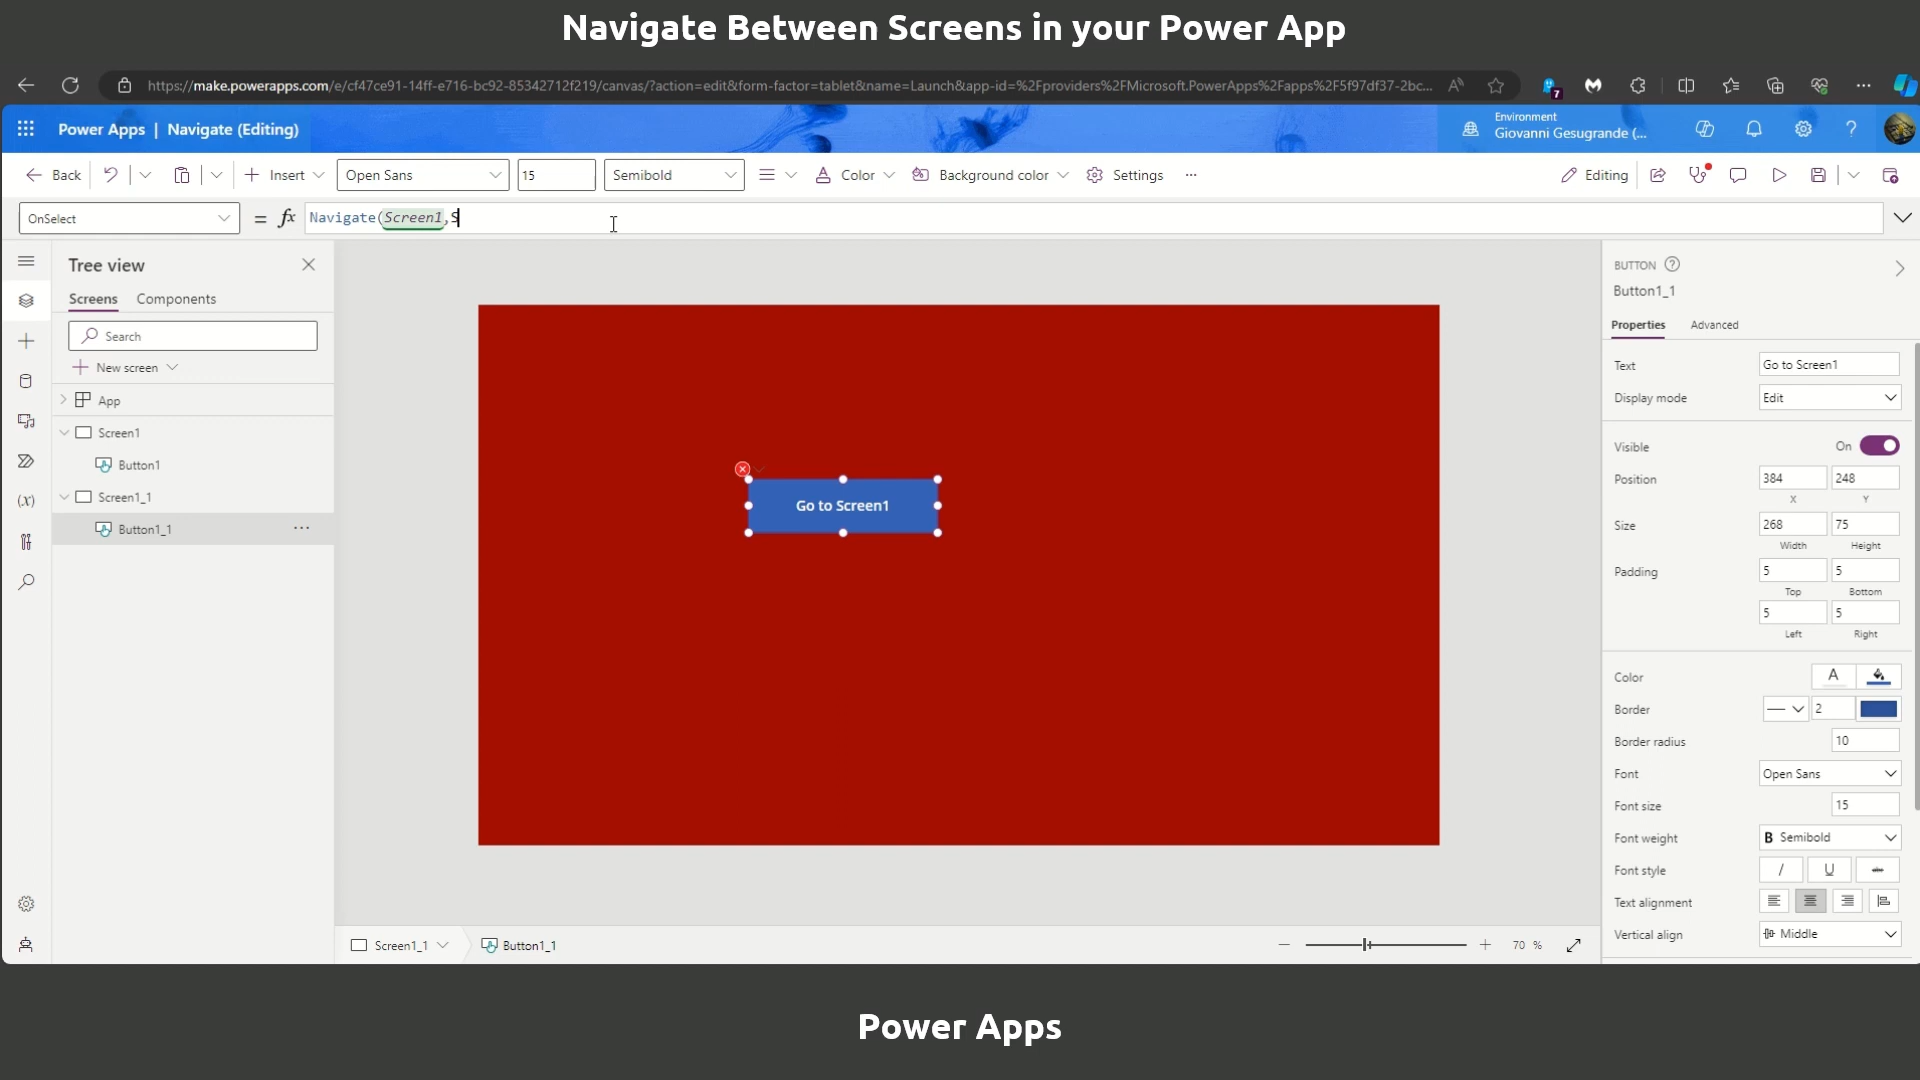 Navigate Between Screens in your Power App
https://make.powerapps.com/e/cf47ce91-14ff-e716-bc92-85342712f219/canvas/?action=edit&form-factor=tablet&name=Launch&app-id=%2Fproviders%2FMicrosoft.PowerApps%2Fapps%2F5f97df37-2bc...
7
Power Apps | Navigate (Editing)
Environment
Giovanni Gesugrande (...
Back
Insert
Open Sans
15
Semibold
Color
Background color
Settings
Editing
OnSelect
= fx Navigate(Screen1,S
Tree view
Screens Components
Search
New screen
App
Screen1
Button1
Screen1_1
Button1_1
Go to Screen1
Screen1_1
Button1_1
70 %
BUTTON
Button1_1
Properties Advanced
Text Go to Screen1
Display mode Edit
Visible On
Position 384 248
X Y
Size 268 75
Width Height
Padding 5 5
Top Bottom
5 5
Left Right
Color A
Border 2
Border radius 10
Font Open Sans
Font size 15
Font weight B Semibold
Font style / U abc
Text alignment
Vertical align Middle
Power Apps